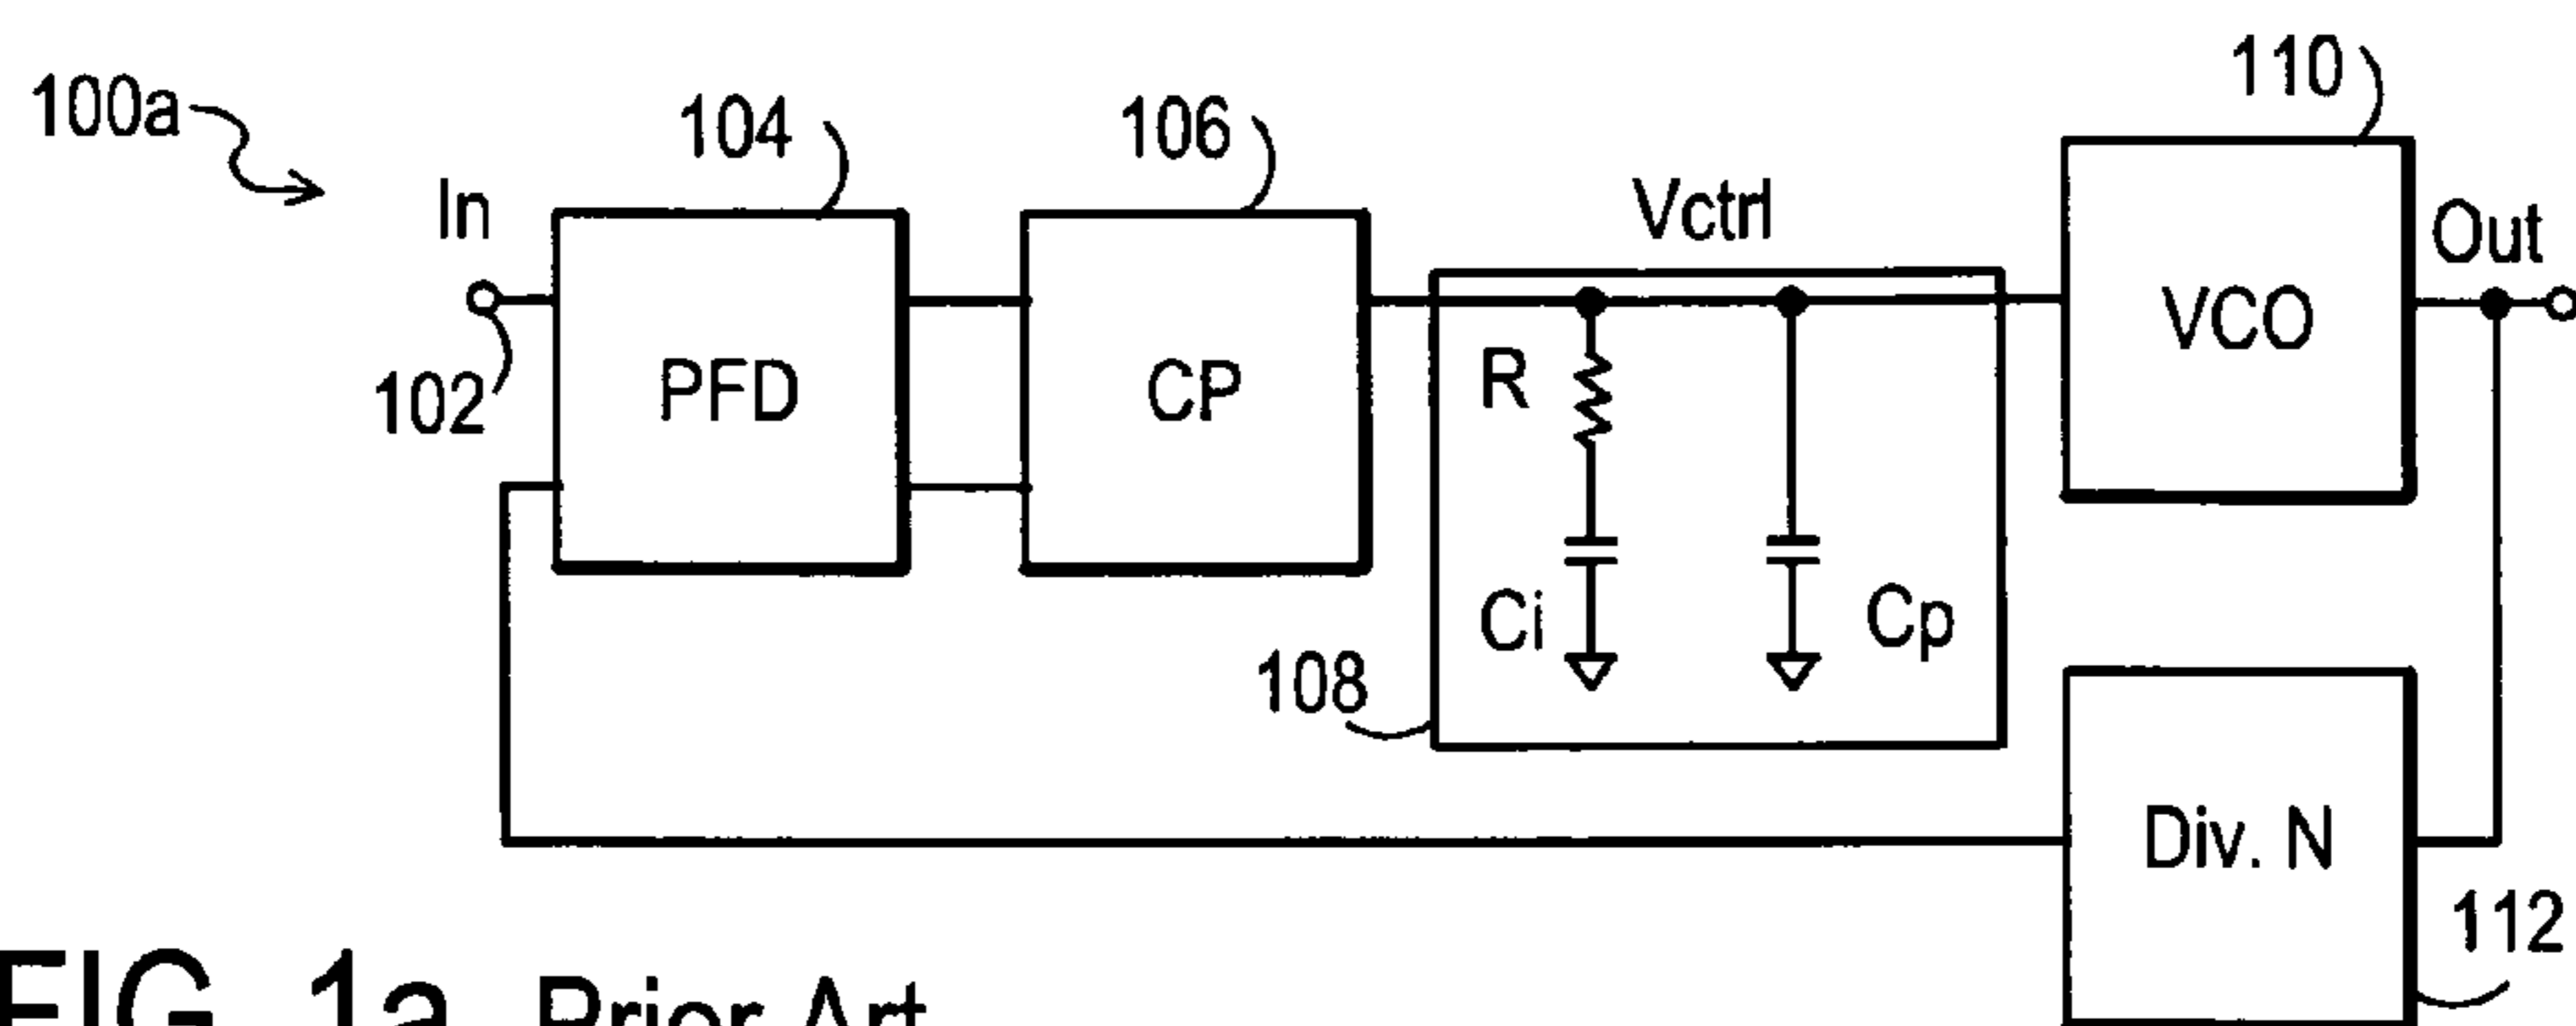 100a
104
106
110
In
Vctrl
Out
102
PFD
CP
R
VCO
Ci
Cp
108
Div. N
112
FIG. 1a Prior Art